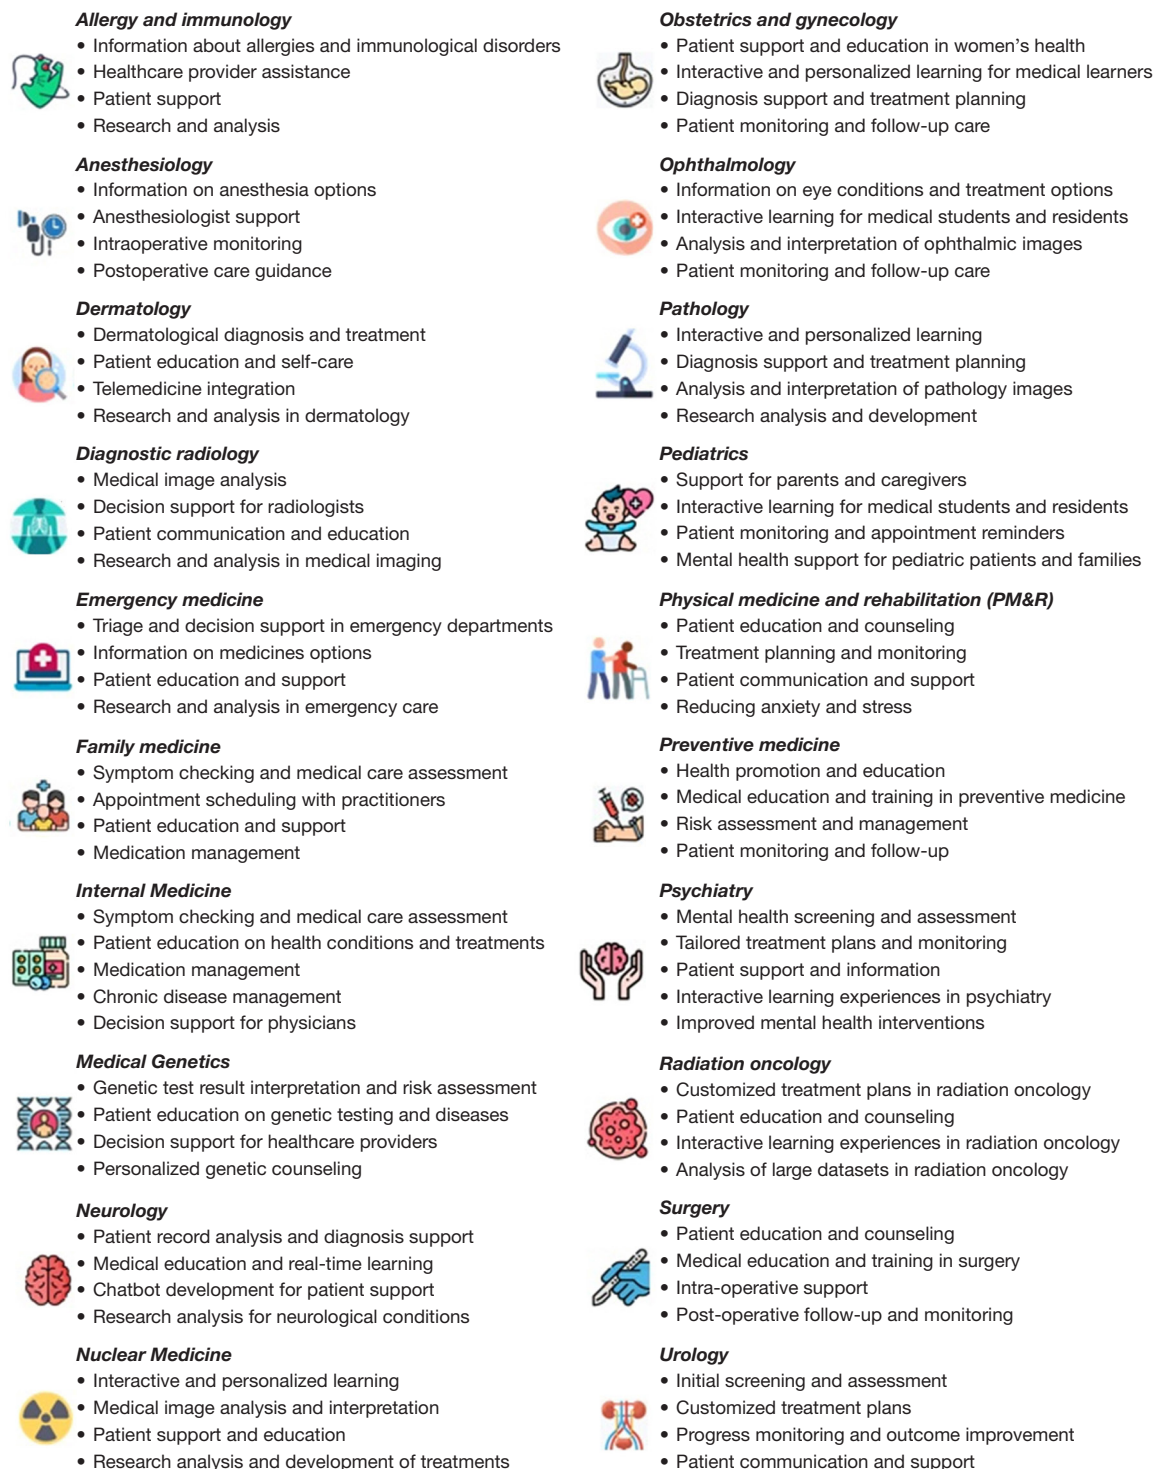 Allergy and immunology
• Information about allergies and immunological disorders
• Healthcare provider assistance
• Patient support
• Research and analysis
Anesthesiology
• Information on anesthesia options
• Anesthesiologist support
• Intraoperative monitoring
• Postoperative care guidance
Dermatology
• Dermatological diagnosis and treatment
• Patient education and self-care
• Telemedicine integration
• Research and analysis in dermatology
Diagnostic radiology
• Medical image analysis
• Decision support for radiologists
• Patient communication and education
• Research and analysis in medical imaging
Emergency medicine
• Triage and decision support in emergency departments
• Information on medicines options
• Patient education and support
• Research and analysis in emergency care
Family medicine
• Symptom checking and medical care assessment
• Appointment scheduling with practitioners
• Patient education and support
• Medication management
Internal Medicine
• Symptom checking and medical care assessment
• Patient education on health conditions and treatments
• Medication management
• Chronic disease management
• Decision support for physicians
Medical Genetics
• Genetic test result interpretation and risk assessment
• Patient education on genetic testing and diseases
• Decision support for healthcare providers
• Personalized genetic counseling
Neurology
• Patient record analysis and diagnosis support
• Medical education and real-time learning
• Chatbot development for patient support
• Research analysis for neurological conditions
Nuclear Medicine
• Interactive and personalized learning
• Medical image analysis and interpretation
• Patient support and education
• Research analysis and development of treatments
Obstetrics and gynecology
• Patient support and education in women’s health
• Interactive and personalized learning for medical learners
• Diagnosis support and treatment planning
• Patient monitoring and follow-up care
Ophthalmology
• Information on eye conditions and treatment options
• Interactive learning for medical students and residents
• Analysis and interpretation of ophthalmic images
• Patient monitoring and follow-up care
Pathology
• Interactive and personalized learning
• Diagnosis support and treatment planning
• Analysis and interpretation of pathology images
• Research analysis and development
Pediatrics
• Support for parents and caregivers
• Interactive learning for medical students and residents
• Patient monitoring and appointment reminders
• Mental health support for pediatric patients and families
Physical medicine and rehabilitation (PM&R)
• Patient education and counseling
• Treatment planning and monitoring
• Patient communication and support
• Reducing anxiety and stress
Preventive medicine
• Health promotion and education
• Medical education and training in preventive medicine
• Risk assessment and management
• Patient monitoring and follow-up
Psychiatry
• Mental health screening and assessment
• Tailored treatment plans and monitoring
• Patient support and information
• Interactive learning experiences in psychiatry
• Improved mental health interventions
Radiation oncology
• Customized treatment plans in radiation oncology
• Patient education and counseling
• Interactive learning experiences in radiation oncology
• Analysis of large datasets in radiation oncology
Surgery
• Patient education and counseling
• Medical education and training in surgery
• Intra-operative support
• Post-operative follow-up and monitoring
Urology
• Initial screening and assessment
• Customized treatment plans
• Progress monitoring and outcome improvement
• Patient communication and support